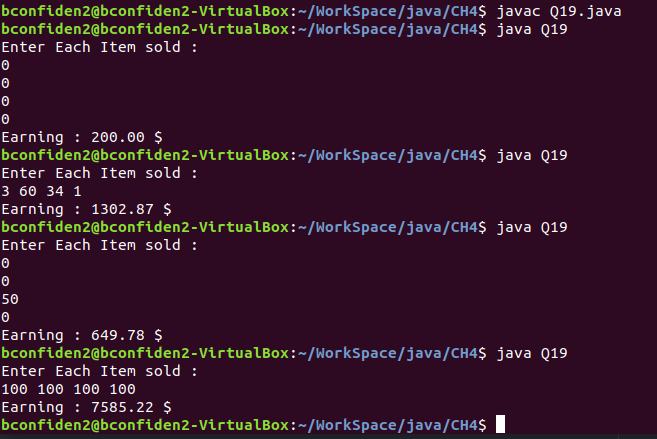 bconfiden2@bconfiden2-VirtualBox:~/WorkSpace/java/CH4$ javac Q19.java
bconfiden2@bconfiden2-VirtualBox:~/WorkSpace/java/CH4$ java Q19
Enter Each Item sold :
0
0
0
0
Earning : 200.00 $
bconfiden2@bconfiden2-VirtualBox:~/WorkSpace/java/CH4$ java Q19
Enter Each Item sold :
3 60 34 1
Earning : 1302.87 $
bconfiden2@bconfiden2-VirtualBox:~/WorkSpace/java/CH4$ java Q19
Enter Each Item sold :
0
0
50
0
Earning : 649.78 $
bconfiden2@bconfiden2-VirtualBox:~/WorkSpace/java/CH4$ java Q19
Enter Each Item sold :
100 100 100 100
Earning : 7585.22 $
bconfiden2@bconfiden2-VirtualBox:~/WorkSpace/java/CH4$